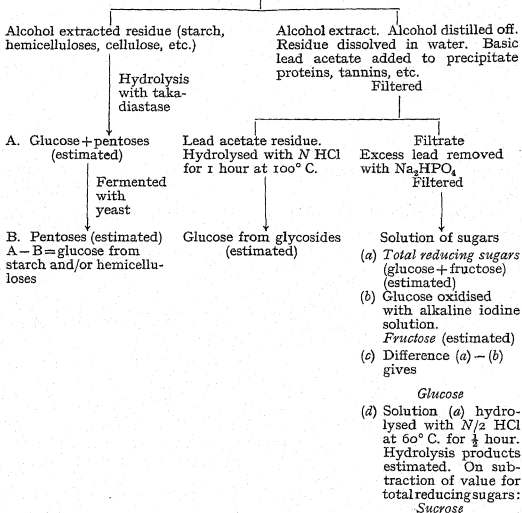 Alcohol extracted residue (starch,
hemicelluloses, cellulose, etc.)
Hydrolysis
with taka-
diastase
A. Glucose+pentoses
(estimated)
Fermented
with
yeast
B. Pentoses (estimated)
A−B=glucose from
starch and/or hemicellu-
loses
Alcohol extract. Alcohol distilled off.
Residue dissolved in water. Basic
lead acetate added to precipitate
proteins, tannins, etc.
Filtered
Lead acetate residue.
Hydrolysed with N HCl
for 1 hour at 100° C.
Glucose from glycosides
(estimated)
Filtrate
Excess lead removed
with Na₂HPO₄
Filtered
Solution of sugars
(a) Total reducing sugars
(glucose+fructose)
(estimated)
(b) Glucose oxidised
with alkaline iodine
solution.
Fructose (estimated)
(c) Difference (a)−(b)
gives
Glucose
(d) Solution (a) hydro-
lysed with N/2 HCl
at 60° C. for ½ hour.
Hydrolysis products
estimated. On sub-
traction of value for
total reducing sugars:
Sucrose